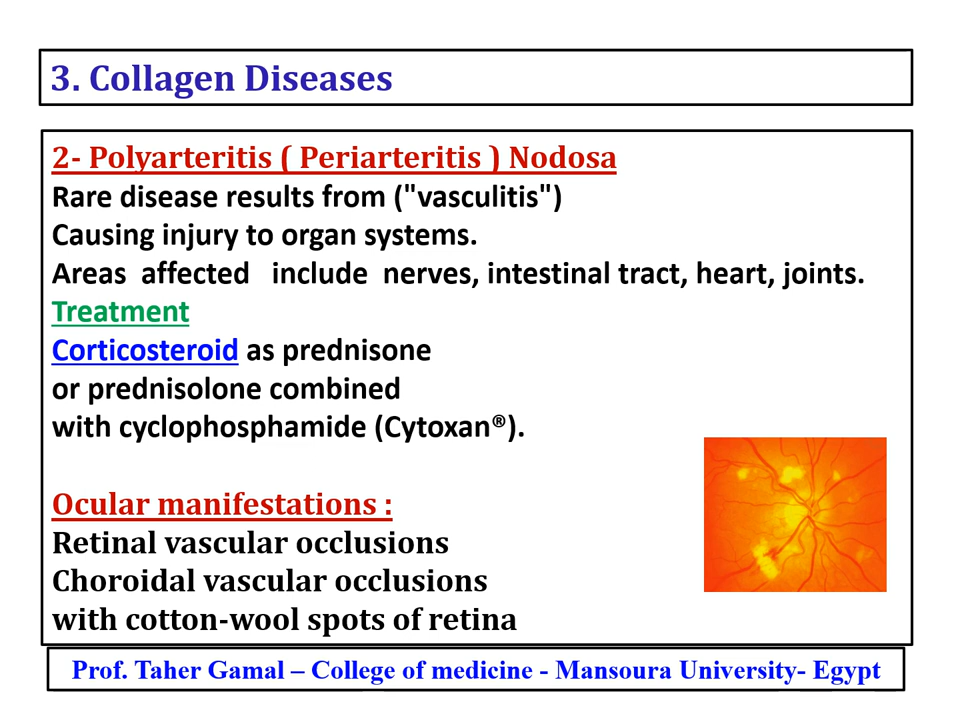 3. Collagen Diseases
2- Polyarteritis ( Periarteritis ) Nodosa
Rare disease results from ("vasculitis")
Causing injury to organ systems.
Areas affected include nerves, intestinal tract, heart, joints.
Treatment
Corticosteroid as prednisone
or prednisolone combined
with cyclophosphamide (Cytoxan®).
Ocular manifestations :
Retinal vascular occlusions
Choroidal vascular occlusions
with cotton-wool spots of retina
Prof. Taher Gamal – College of medicine - Mansoura University- Egypt